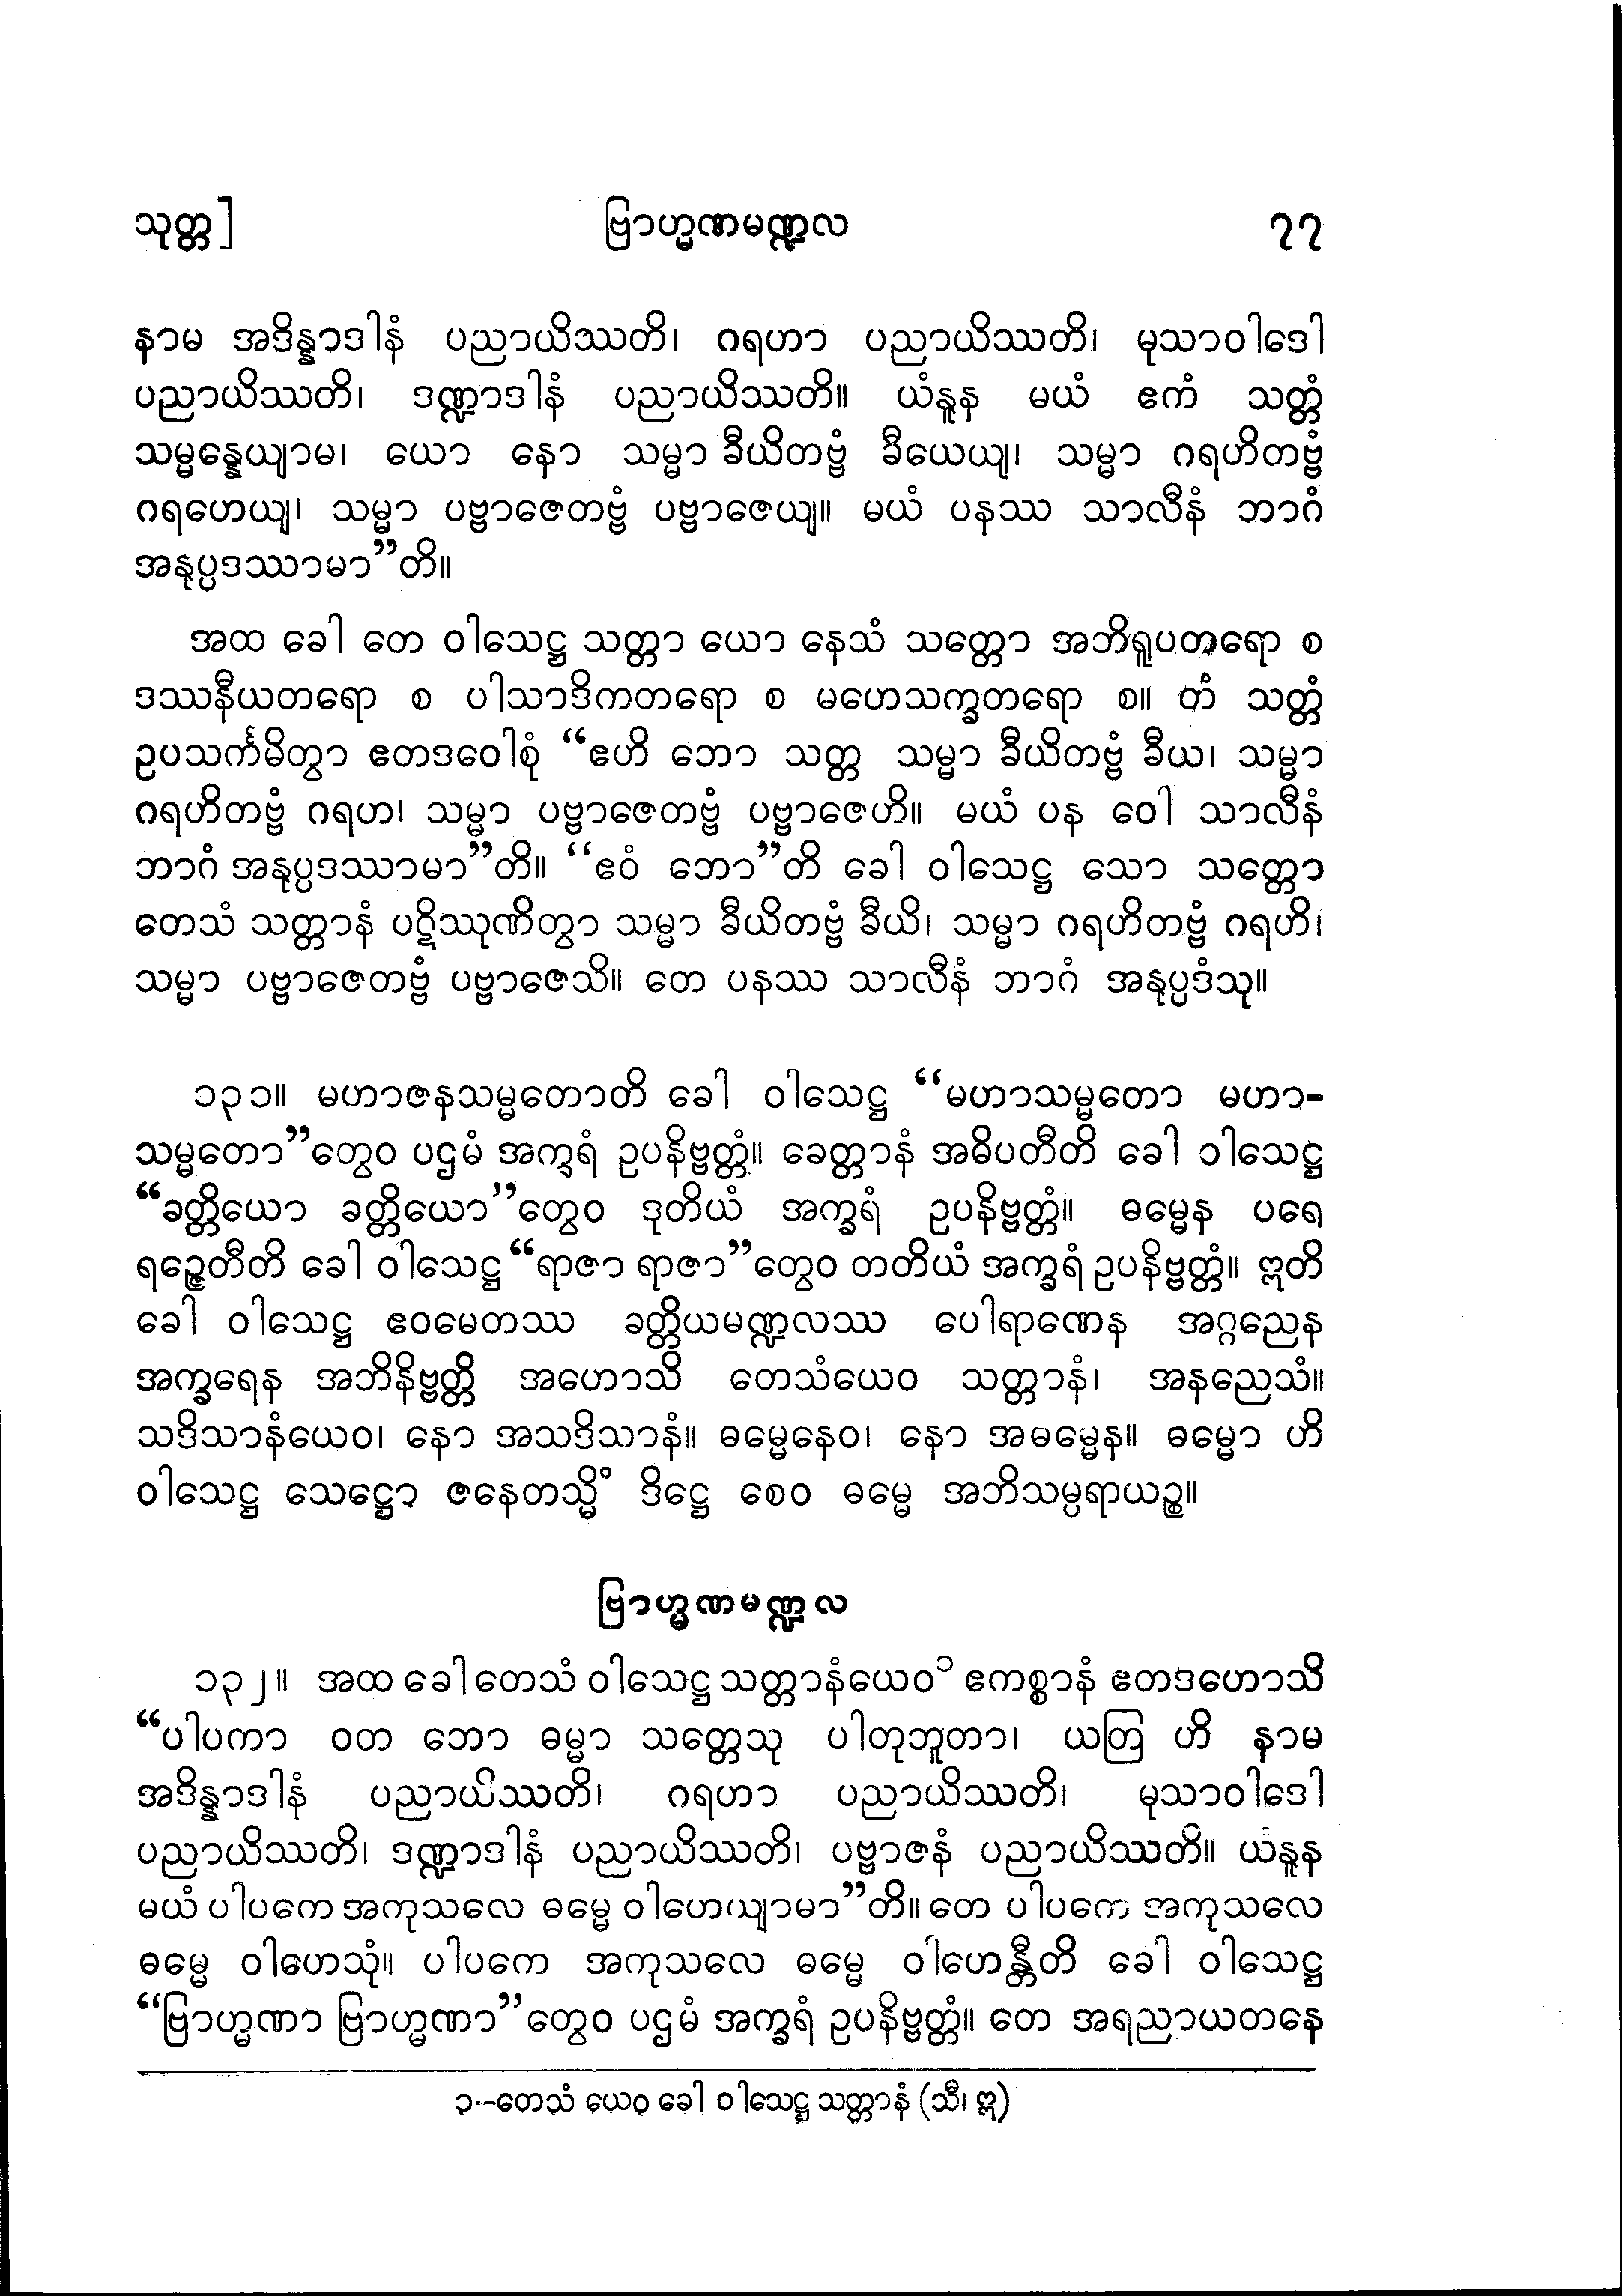 သုတ္တ] ဗြာဟ္မဏမဏ္ဍလ ၇၇
နာမ အဒိန္နာဒါနံ ပညာယိဿတိ၊ ဂရဟာ ပညာယိဿတိ၊ မုသာဝါဒေါ
ပညာယိဿတိ၊ ဒဏ္ဍာဒါနံ ပညာယိဿတိ။ ယံနူန မယံ ဧကံ သတ္တံ
သမ္မန္နေယျာမ၊ ယော နော သမ္မာ ခီယိတဗ္ဗံ ခီယေယျ၊ သမ္မာ ဂရဟိတဗ္ဗံ
ဂရဟေယျ၊ သမ္မာ ပဗ္ဗာဇေတဗ္ဗံ ပဗ္ဗာဇေယျ။ မယံ ပနဿ သာလီနံ ဘာဂံ
အနုပ္ပဒဿာမာ”တိ။
အထ ခေါ တေ ဝါသေဋ္ဌ သတ္တာ ယော နေသံ သတ္တော အဘိရူပတရော စ
ဒဿနီယတရော စ ပါသာဒိကတရော စ မဟေသက္ခတရော စ။ တံ သတ္တံ
ဥပသင်္ကမိတွာ ဧတဒဝေါစုံ “ဧဟိ ဘော သတ္တ သမ္မာ ခီယိတဗ္ဗံ ခီယ၊ သမ္မာ
ဂရဟိတဗ္ဗံ ဂရဟ၊ သမ္မာ ပဗ္ဗာဇေတဗ္ဗံ ပဗ္ဗာဇေဟိ။ မယံ ပန ဝေါ သာလီနံ
ဘာဂံ အနုပ္ပဒဿာမာ”တိ။ “ဧဝံ ဘော”တိ ခေါ ဝါသေဋ္ဌ သော သတ္တော
တေသံ သတ္တာနံ ပဋိဿုဏိတွာ သမ္မာ ခီယိတဗ္ဗံ ခီယိ၊ သမ္မာ ဂရဟိတဗ္ဗံ ဂရဟိ၊
သမ္မာ ပဗ္ဗာဇေတဗ္ဗံ ပဗ္ဗာဇေသိ။ တေ ပနဿ သာလီနံ ဘာဂံ အနုပ္ပဒံသု။
၁၃၁။ မဟာဇနသမ္မတောတိ ခေါ ဝါသေဋ္ဌ “မဟာသမ္မတော မဟာ-
သမ္မတော”တွေဝ ပဌမံ အက္ခရံ ဥပနိဗ္ဗတ္တံ။ ခေတ္တာနံ အဓိပတီတိ ခေါ ဝါသေဋ္ဌ
“ခတ္တိယော ခတ္တိယော”တွေဝ ဒုတိယံ အက္ခရံ ဥပနိဗ္ဗတ္တံ။ ဓမ္မေန ပရေ
ရဉ္ဇေတီတိ ခေါ ဝါသေဋ္ဌ “ရာဇာ ရာဇာ”တွေဝ တတိယံ အက္ခရံ ဥပနိဗ္ဗတ္တံ။ ဣတိ
ခေါ ဝါသေဋ္ဌ ဧဝမေတဿ ခတ္တိယမဏ္ဍလဿ ပေါရာဏေန အဂ္ဂညေန
အက္ခရေန အဘိနိဗ္ဗတ္တိ အဟောသိ တေသံယေဝ သတ္တာနံ၊ အနညေသံ။
သဒိသာနံယေဝ၊ နော အသဒိသာနံ။ ဓမ္မေနေဝ၊ နော အဓမ္မေန။ ဓမ္မော ဟိ
ဝါသေဋ္ဌ သေဋ္ဌော ဇနေတသ္မိံ ဒိဋ္ဌေ စေဝ ဓမ္မေ အဘိသမ္ပရာယဉ္စ။
ဗြာဟ္မဏမဏ္ဍလ
၁၃၂။ အထ ခေါ တေသံ ဝါသေဋ္ဌ သတ္တာနံယေဝ၁ ဧကစ္စာနံ ဧတဒဟောသိ
“ပါပကာ ဝတ ဘော ဓမ္မာ သတ္တေသု ပါတုဘူတာ၊ ယတြ ဟိ နာမ
အဒိန္နာဒါနံ ပညာယိဿတိ၊ ဂရဟာ ပညာယိဿတိ၊ မုသာဝါဒေါ
ပညာယိဿတိ၊ ဒဏ္ဍာဒါနံ ပညာယိဿတိ၊ ပဗ္ဗာဇနံ ပညာယိဿတိ။ ယံနူန
မယံ ပါပကေ အကုသလေ ဓမ္မေ ဝါဟေယျာမာ”တိ။ တေ ပါပကေ အကုသလေ
ဓမ္မေ ဝါဟေသုံ။ ပါပကေ အကုသလေ ဓမ္မေ ဝါဟေန္တီတိ ခေါ ဝါသေဋ္ဌ
“ဗြာဟ္မဏာ ဗြာဟ္မဏာ”တွေဝ ပဌမံ အက္ခရံ ဥပနိဗ္ဗတ္တံ။ တေ အရညာယတနေ
၁--တေသံ ယေဝ ခေါ ဝါသေဋ္ဌ သတ္တာနံ (သီ၊ ဣ)